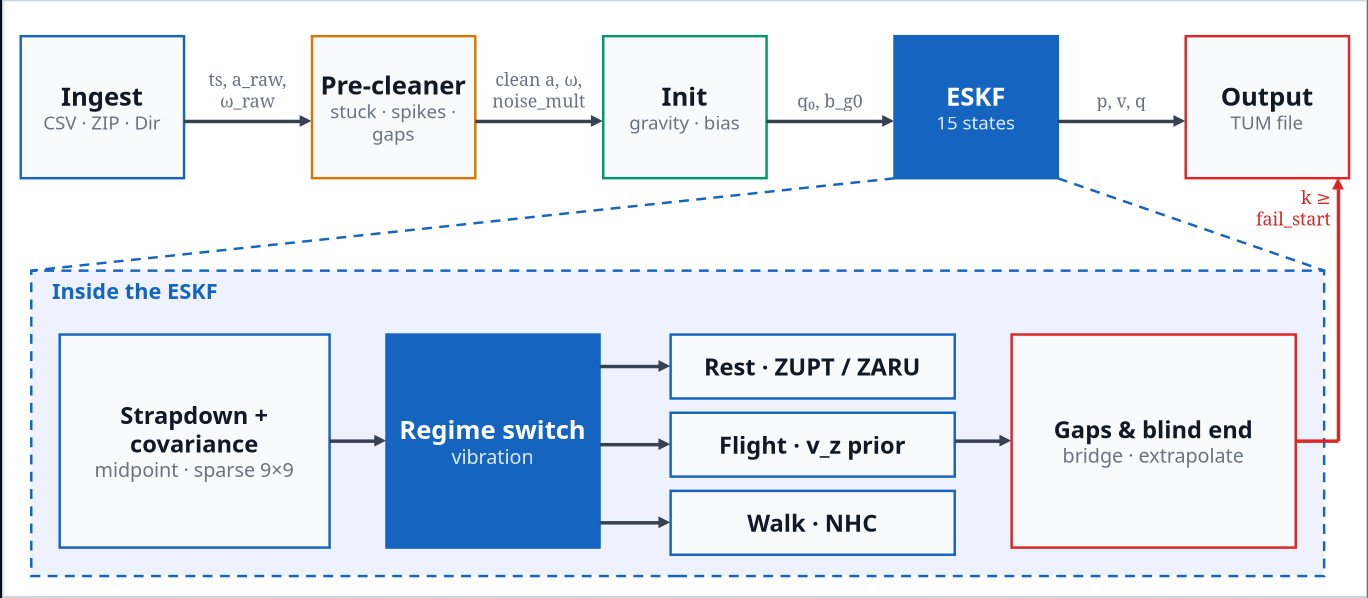 Ingest
CSV · ZIP · Dir
ts, a_raw,
ω_raw
Pre-cleaner
stuck · spikes ·
gaps
clean a, ω,
noise_mult
Init
gravity · bias
q₀, b_g0
ESKF
15 states
p, v, q
Output
TUM file
k ≥
fail_start
Inside the ESKF
Strapdown +
covariance
midpoint · sparse 9×9
Regime switch
vibration
Rest · ZUPT / ZARU
Flight · v_z prior
Walk · NHC
Gaps & blind end
bridge · extrapolate